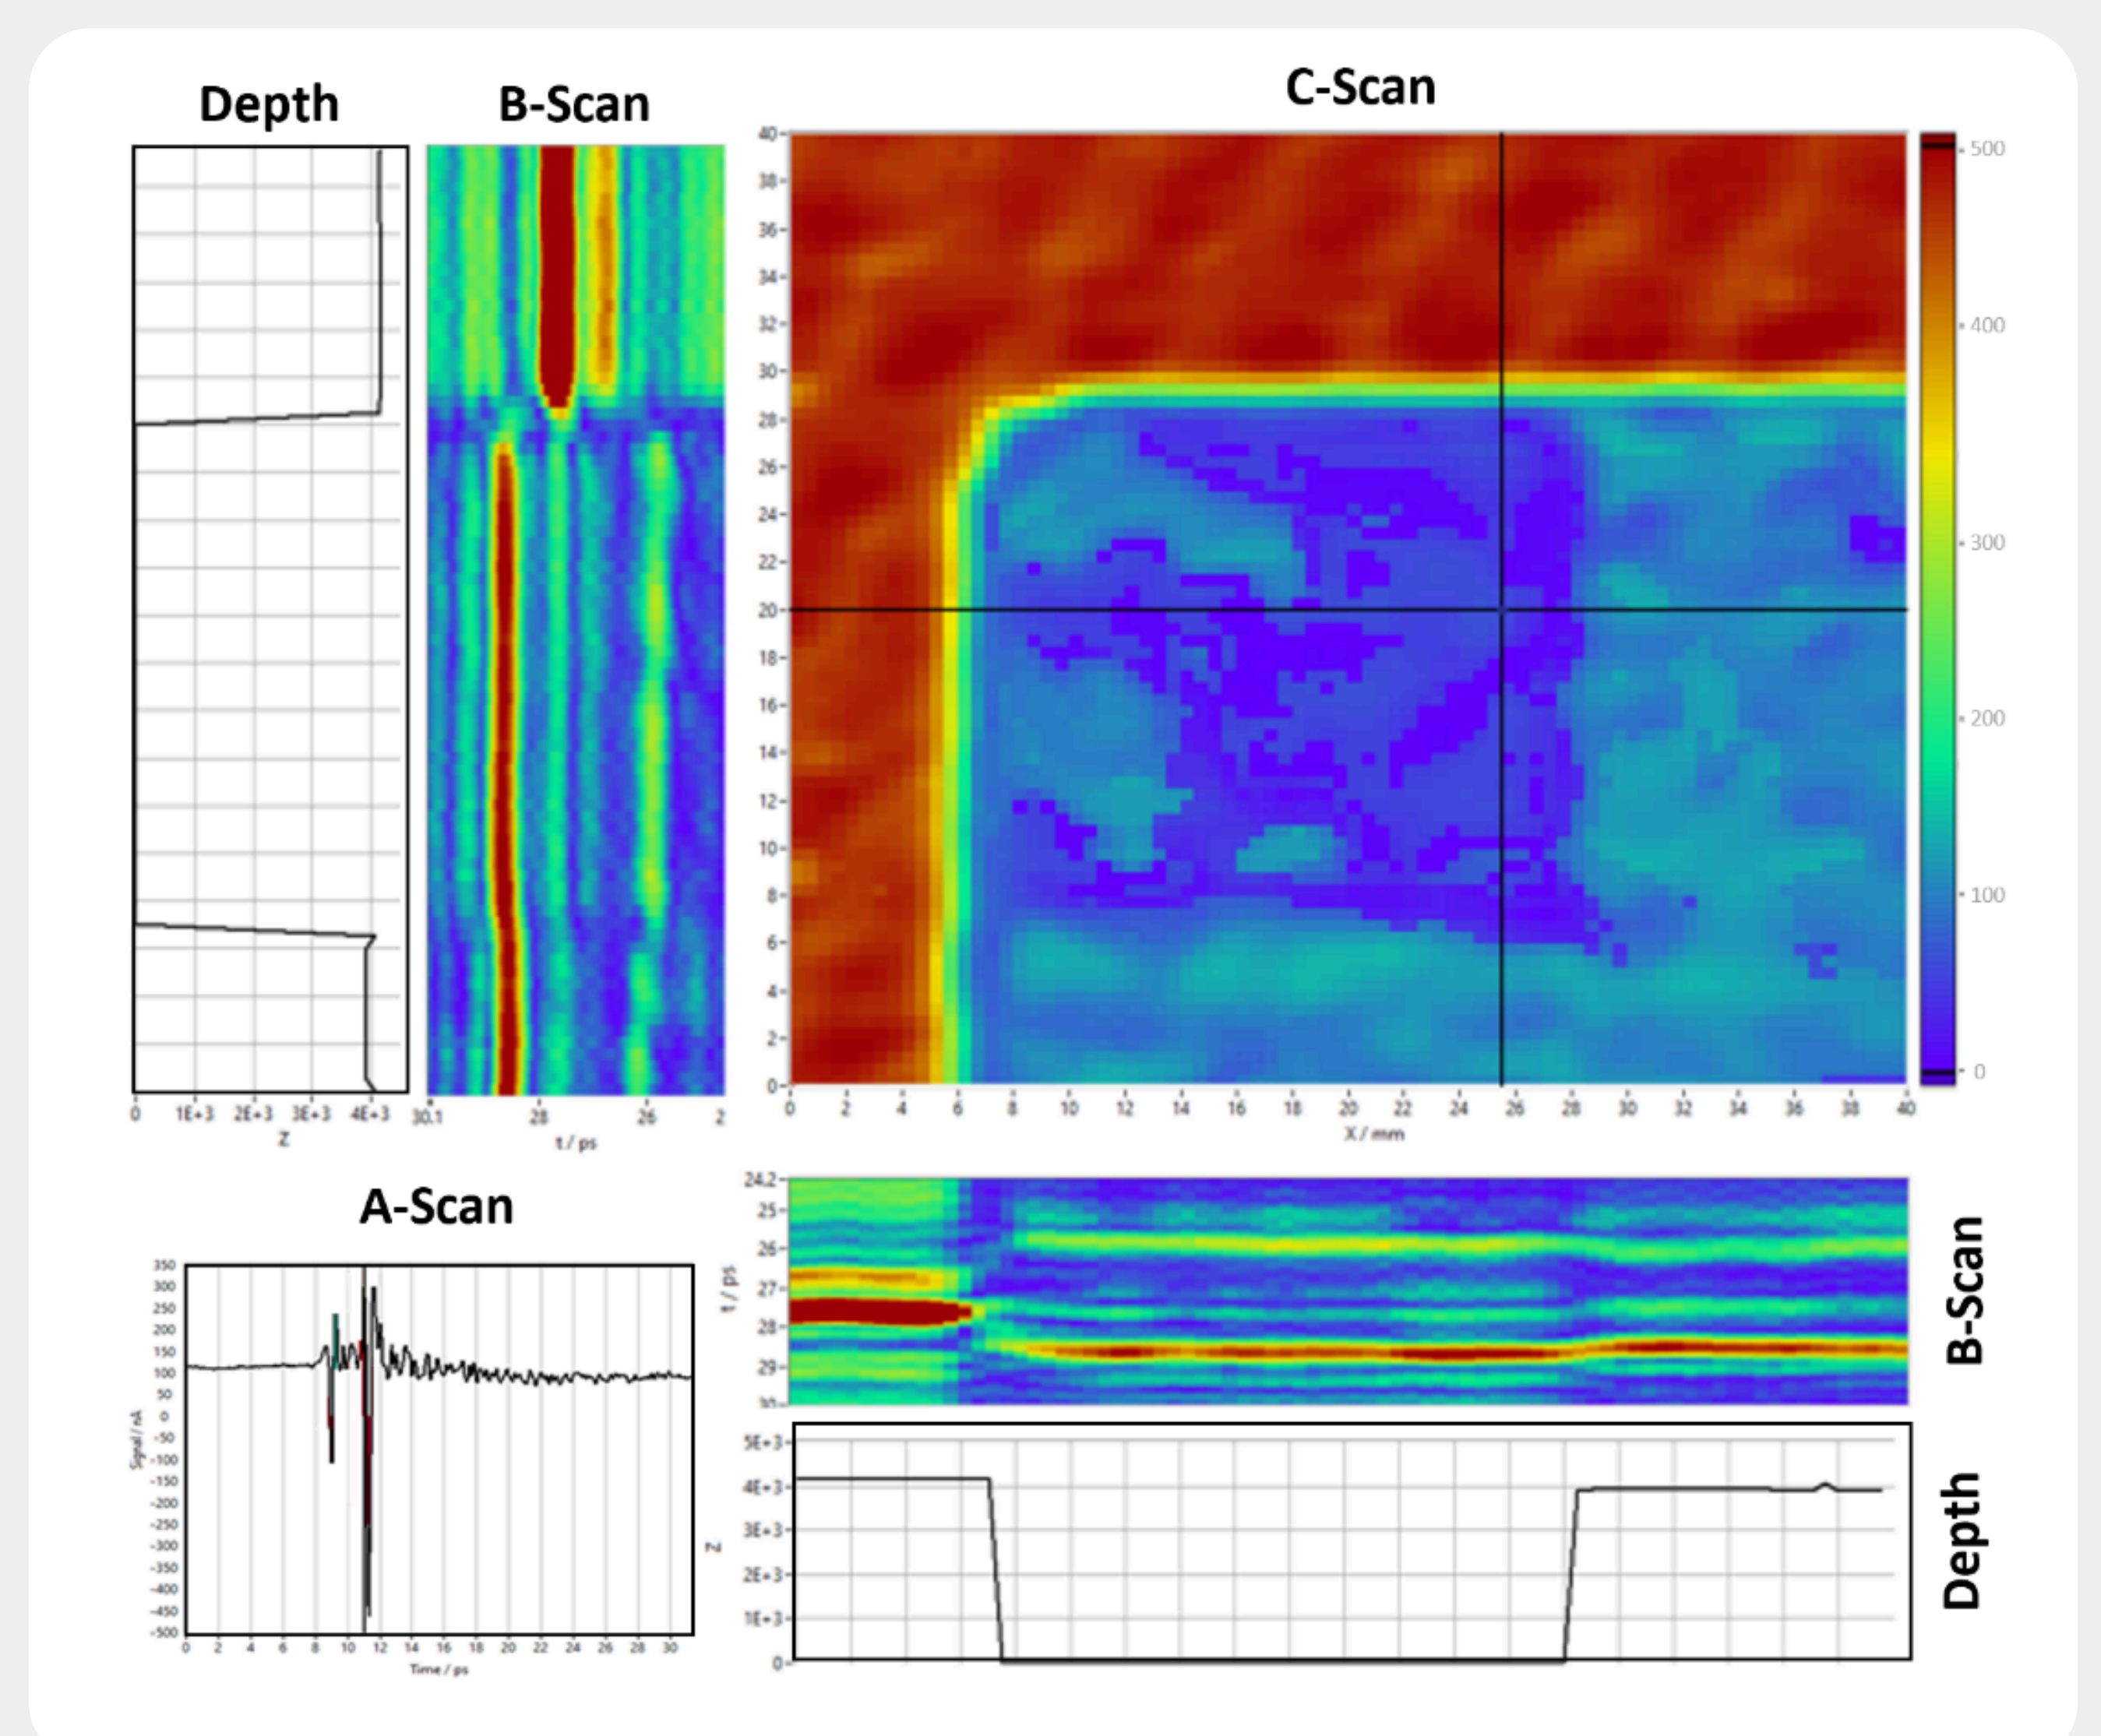 Depth
B-Scan
C-Scan
40
38
36
34
32
30
28
26
24
22
20
18
16
14
12
10
8
6
4
2
0
500
400
300
200
100
0
0 1E+3 2E+3 3E+3 4E+3
Z
30.1 28 26 2
t / ps
0 2 4 6 8 10 12 14 16 18 20 22 24 26 28 30 32 34 36 38 40
X / mm
A-Scan
350
300
250
200
150
100
50
0
-50
-100
-150
-200
-250
-300
-350
-400
-450
-500
Signal / nA
0 2 4 6 8 10 12 14 16 18 20 22 24 26 28 30
Time / ps
24.2
25
26
27
28
29
30
t / ps
B-Scan
5E+3
4E+3
3E+3
2E+3
1E+3
0
Z
Depth